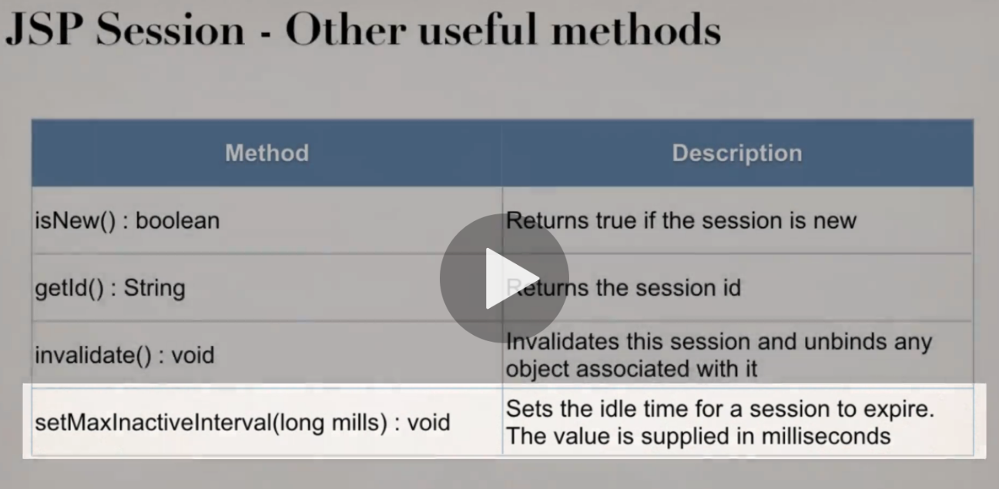 JSP Session - Other useful methods
Method Description
isNew() : boolean Returns true if the session is new
getId() : String Returns the session id
invalidate() : void Invalidates this session and unbinds any
object associated with it
setMaxInactiveInterval(long mills) : void Sets the idle time for a session to expire.
The value is supplied in milliseconds